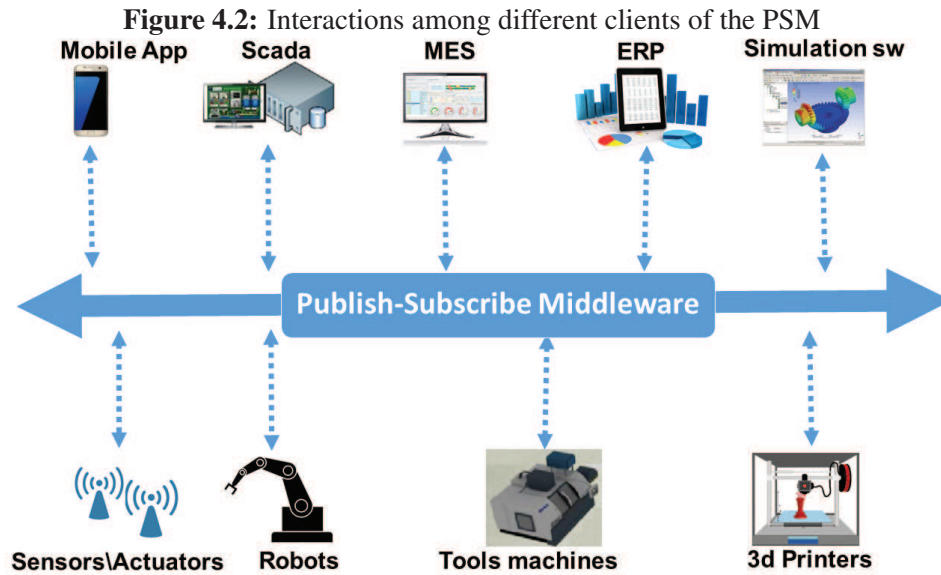 Figure 4.2: Interactions among different clients of the PSM
Mobile App
Scada
MES
ERP
Simulation sw
Publish-Subscribe Middleware
Sensors\Actuators
Robots
Tools machines
3d Printers